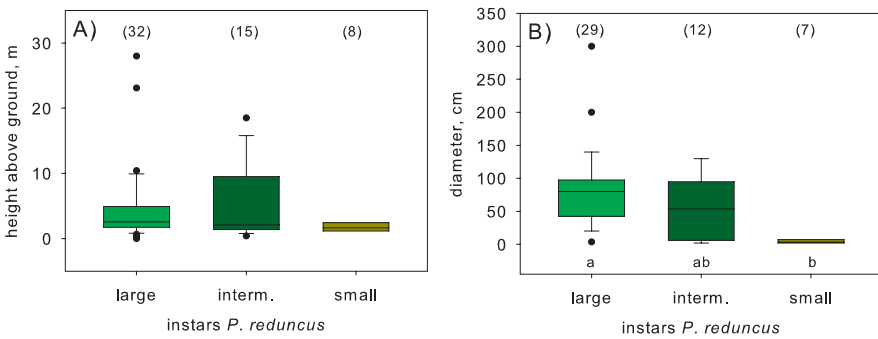 A) (32) (15) (8)
30
20
10
0
height above ground, m
large interm. small
instars P. reduncus
B) (29) (12) (7)
350
300
250
200
150
100
50
0
diameter, cm
a ab b
large interm. small
instars P. reduncus